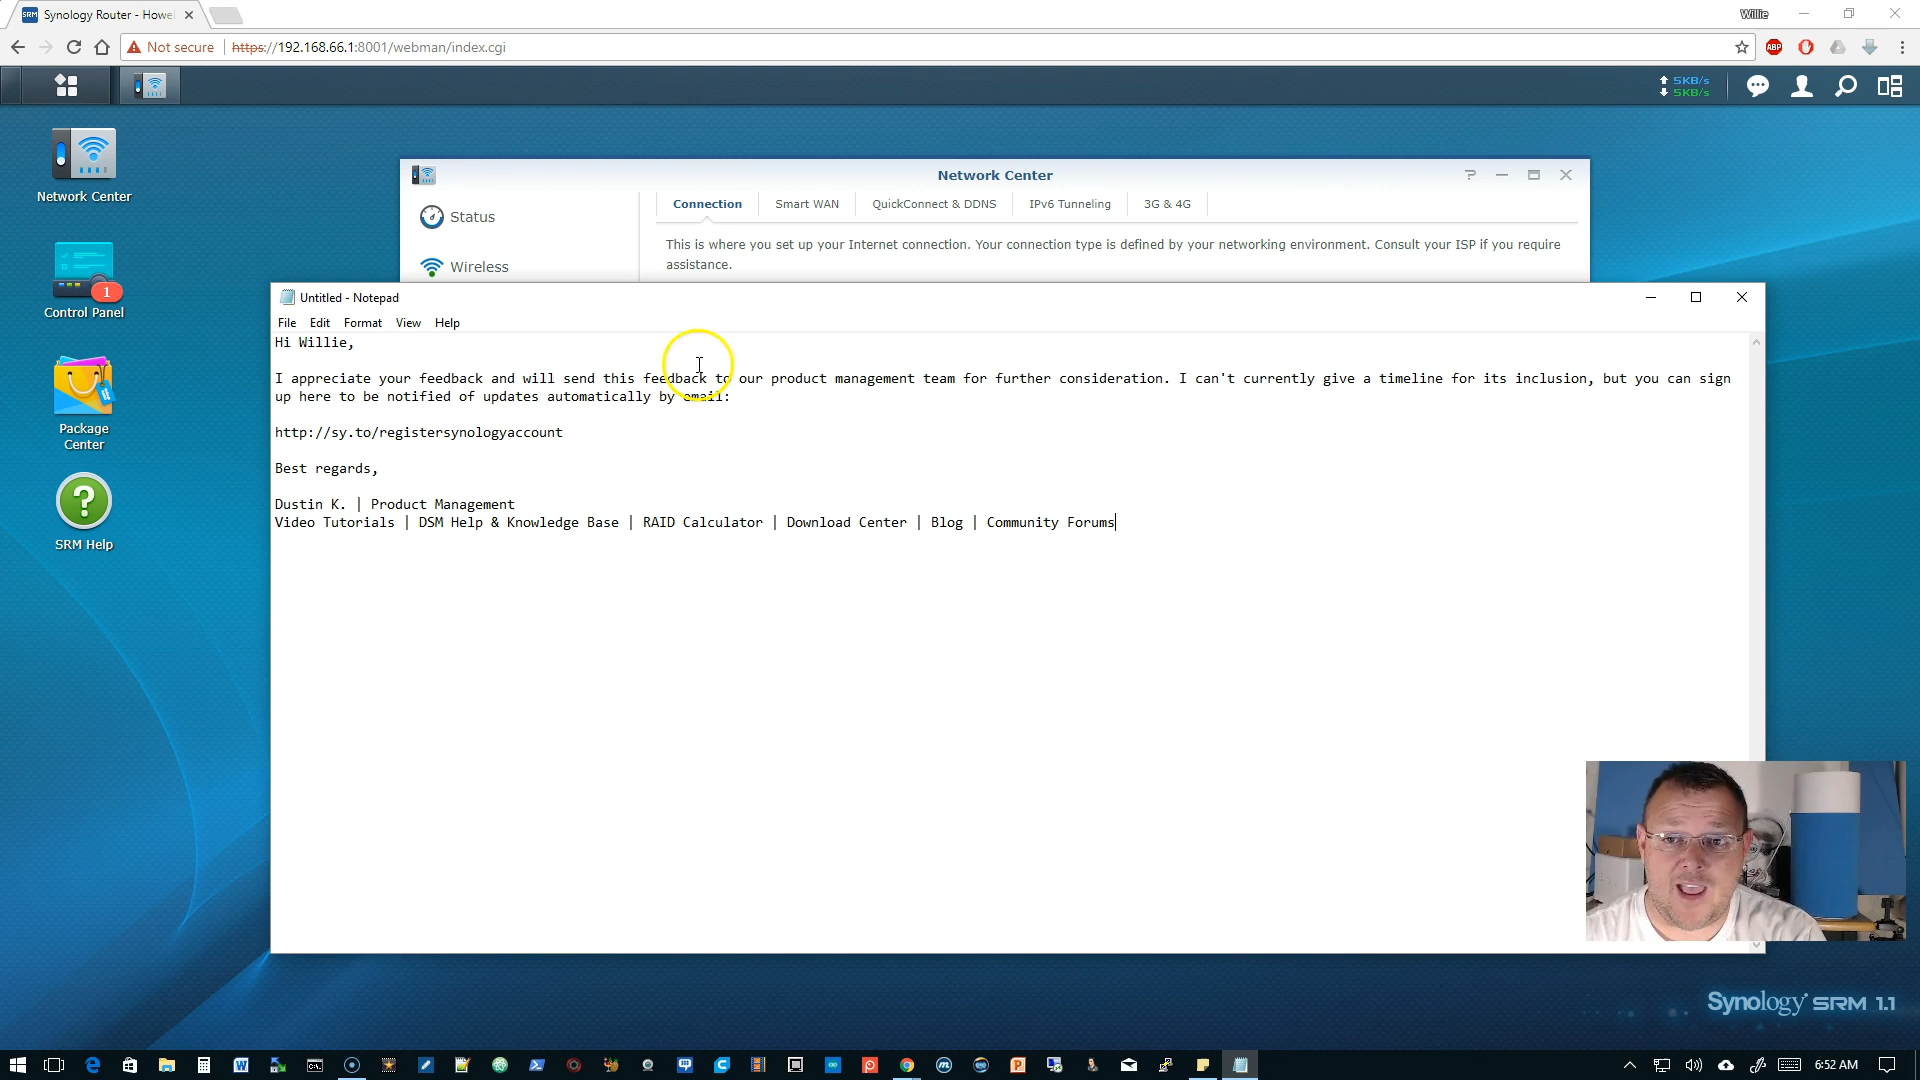 Synology Router - Howel
Willie
Not secure
https://192.168.66.1:8001/webman/index.cgi
ABP
5KB/s
5KB/s
Network Center
Network Center
Connection
Smart WAN
QuickConnect & DDNS
IPv6 Tunneling
3G & 4G
Status
This is where you set up your Internet connection. Your connection type is defined by your networking environment. Consult your ISP if you require
assistance.
Wireless
1
Control Panel
Package
Center
SRM Help
Untitled - Notepad
File Edit Format View Help
Hi Willie,
I appreciate your feedback and will send this feedback to our product management team for further consideration. I can't currently give a timeline for its inclusion, but you can sign
up here to be notified of updates automatically by email:
http://sy.to/registersynologyaccount
Best regards,
Dustin K. | Product Management
Video Tutorials | DSM Help & Knowledge Base | RAID Calculator | Download Center | Blog | Community Forums
Synology SRM 1.1
6:52 AM